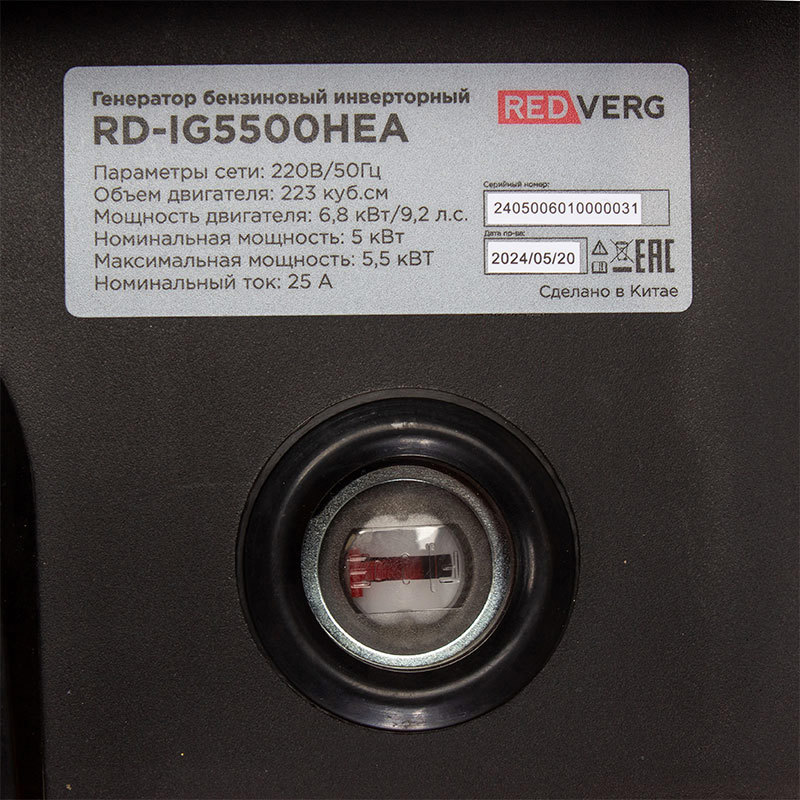 Генератор бензиновый инверторный
RD-IG5500HEA
REDVERG
Параметры сети: 220В/50Гц
Объем двигателя: 223 куб.см
Мощность двигателя: 6,8 кВт/9,2 л.с.
Номинальная мощность: 5 кВт
Максимальная мощность: 5,5 кВТ
Номинальный ток: 25 А
Серийный номер:
2405006010000031
Дата пр-ва:
2024/05/20
EAC
Сделано в Китае